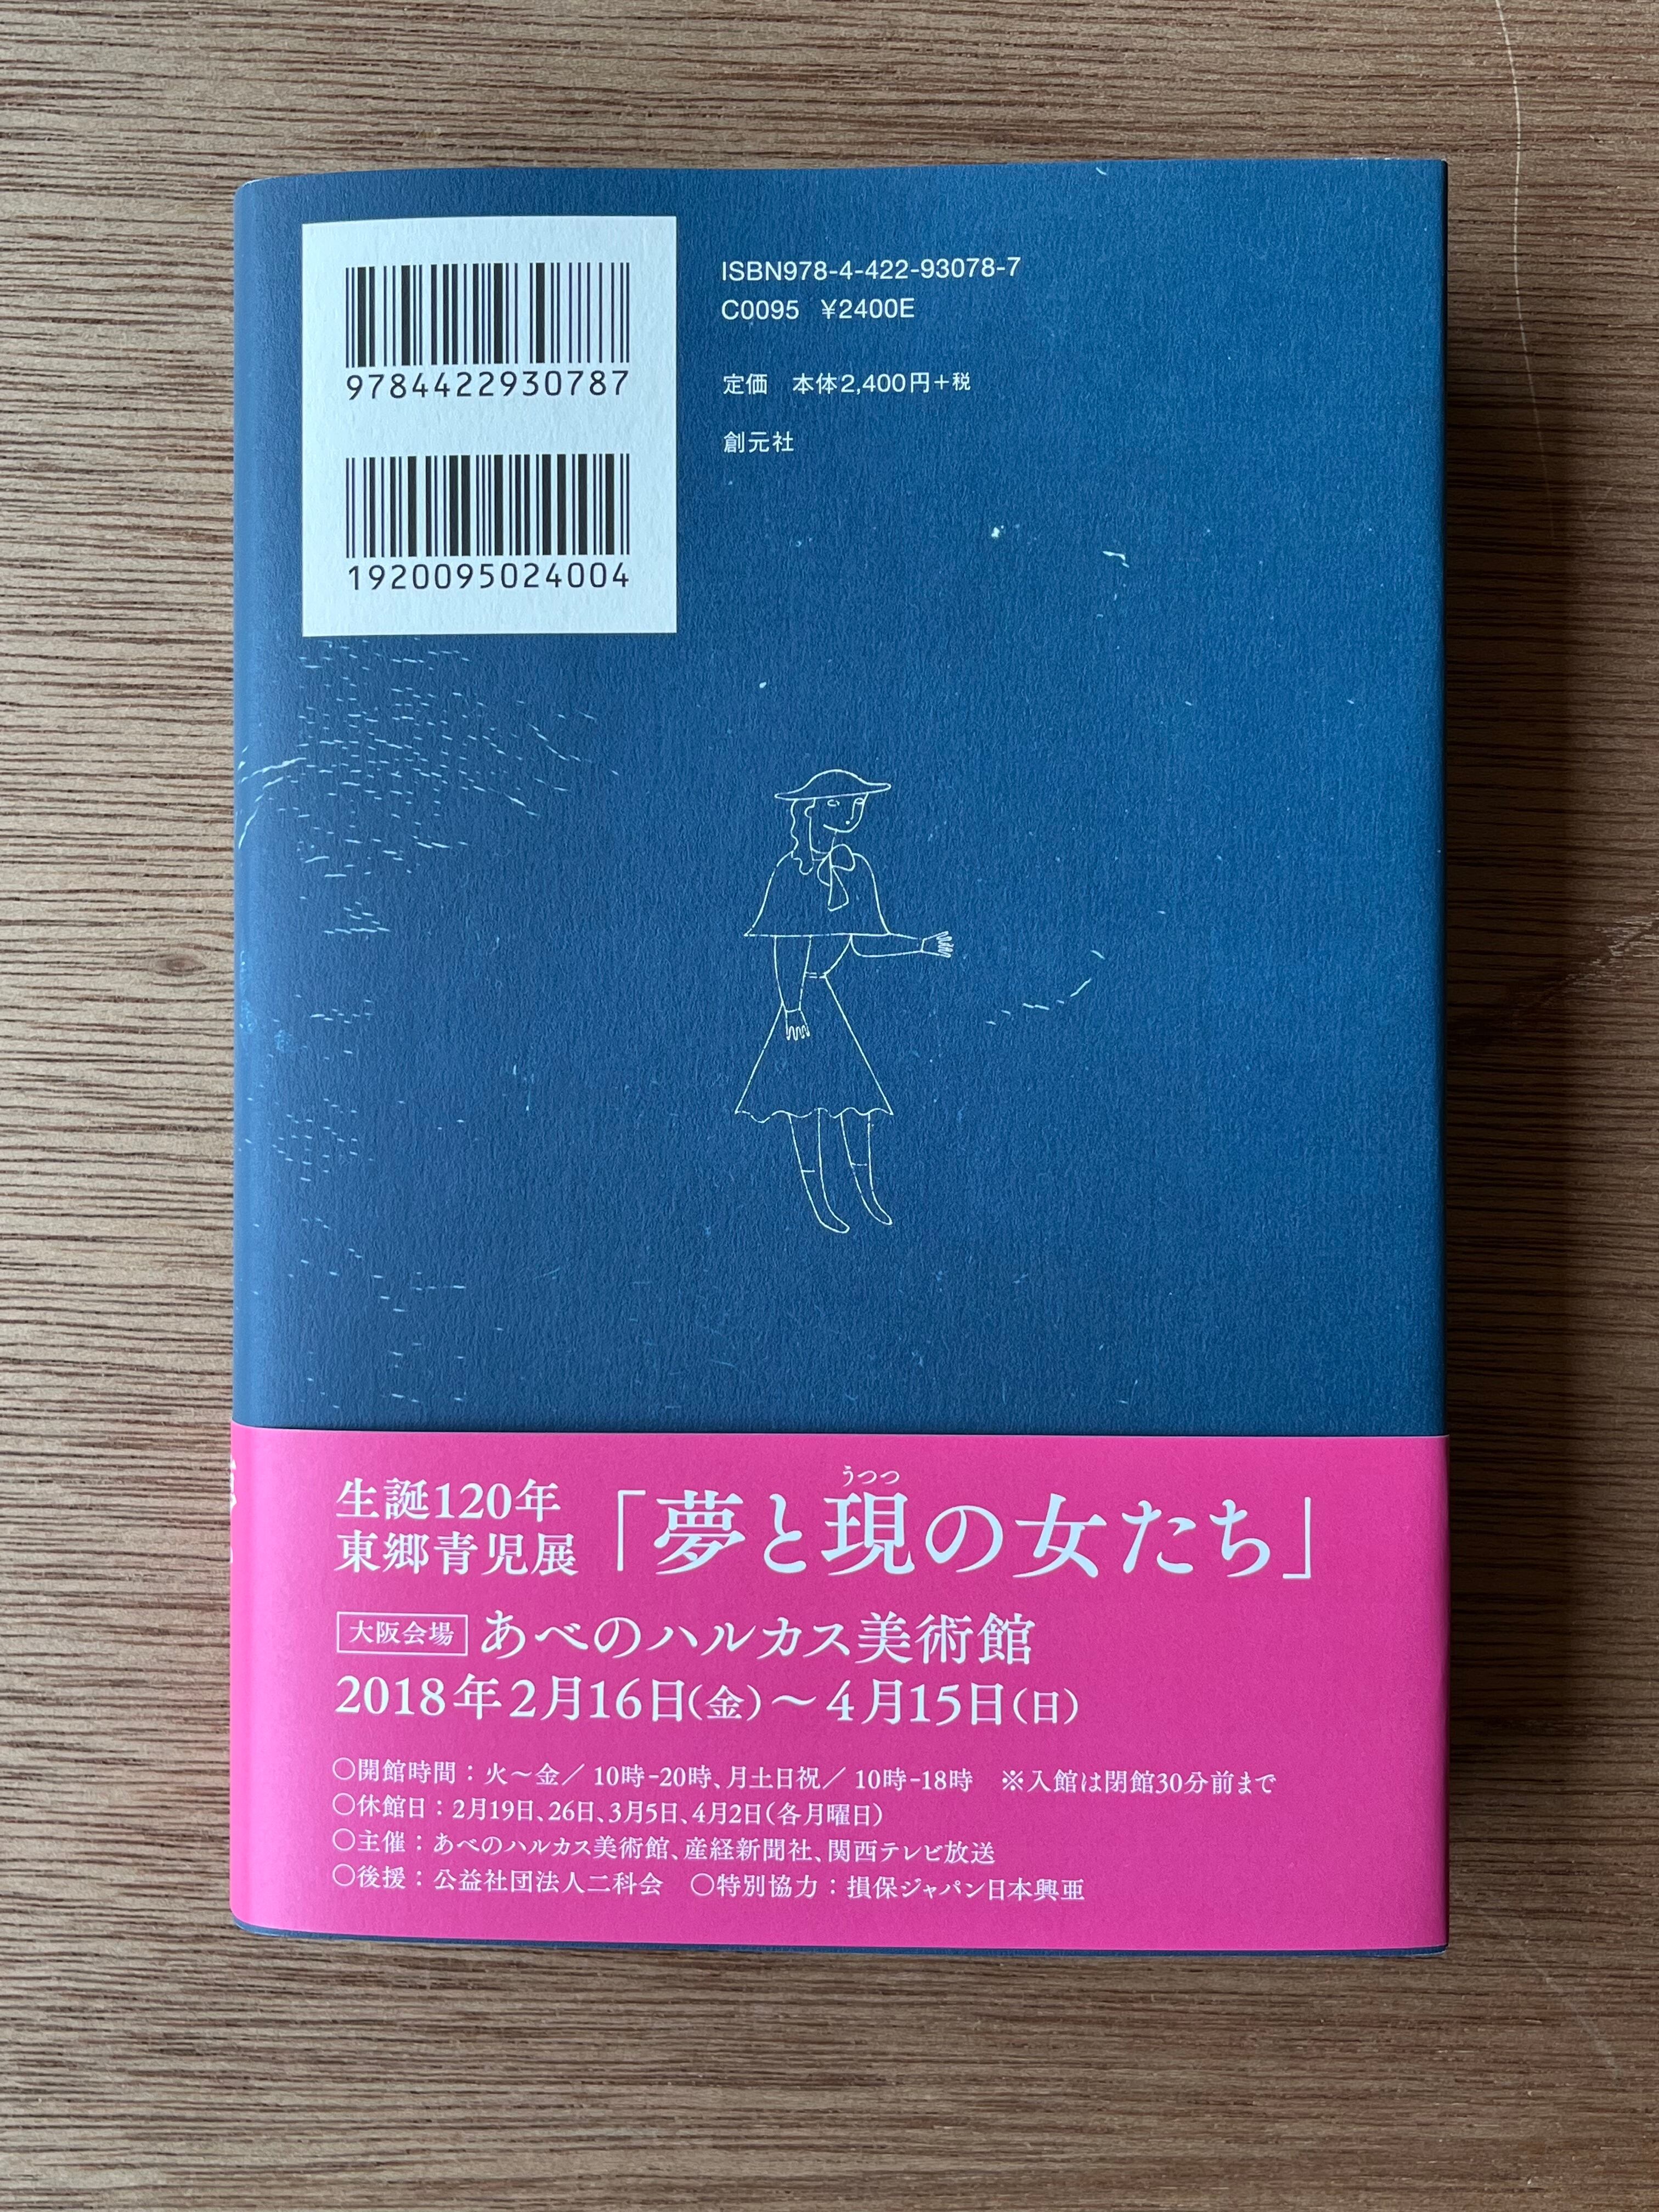 9784422930787
1920095024004
ISBN978-4-422-93078-7
C0095 ¥2400E
定価 本体2,400円+税
創元社
生誕120年
東郷青児展
「夢と現の女たち」
うつつ
大阪会場 あべのハルカス美術館
2018年2月16日(金)～4月15日(日)
○開館時間：火～金／10時-20時、月土日祝／10時-18時 ※入館は閉館30分前まで
○休館日：2月19日、26日、3月5日、4月2日(各月曜日)
○主催：あべのハルカス美術館、産経新聞社、関西テレビ放送
○後援：公益社団法人二科会 ○特別協力：損保ジャパン日本興亜